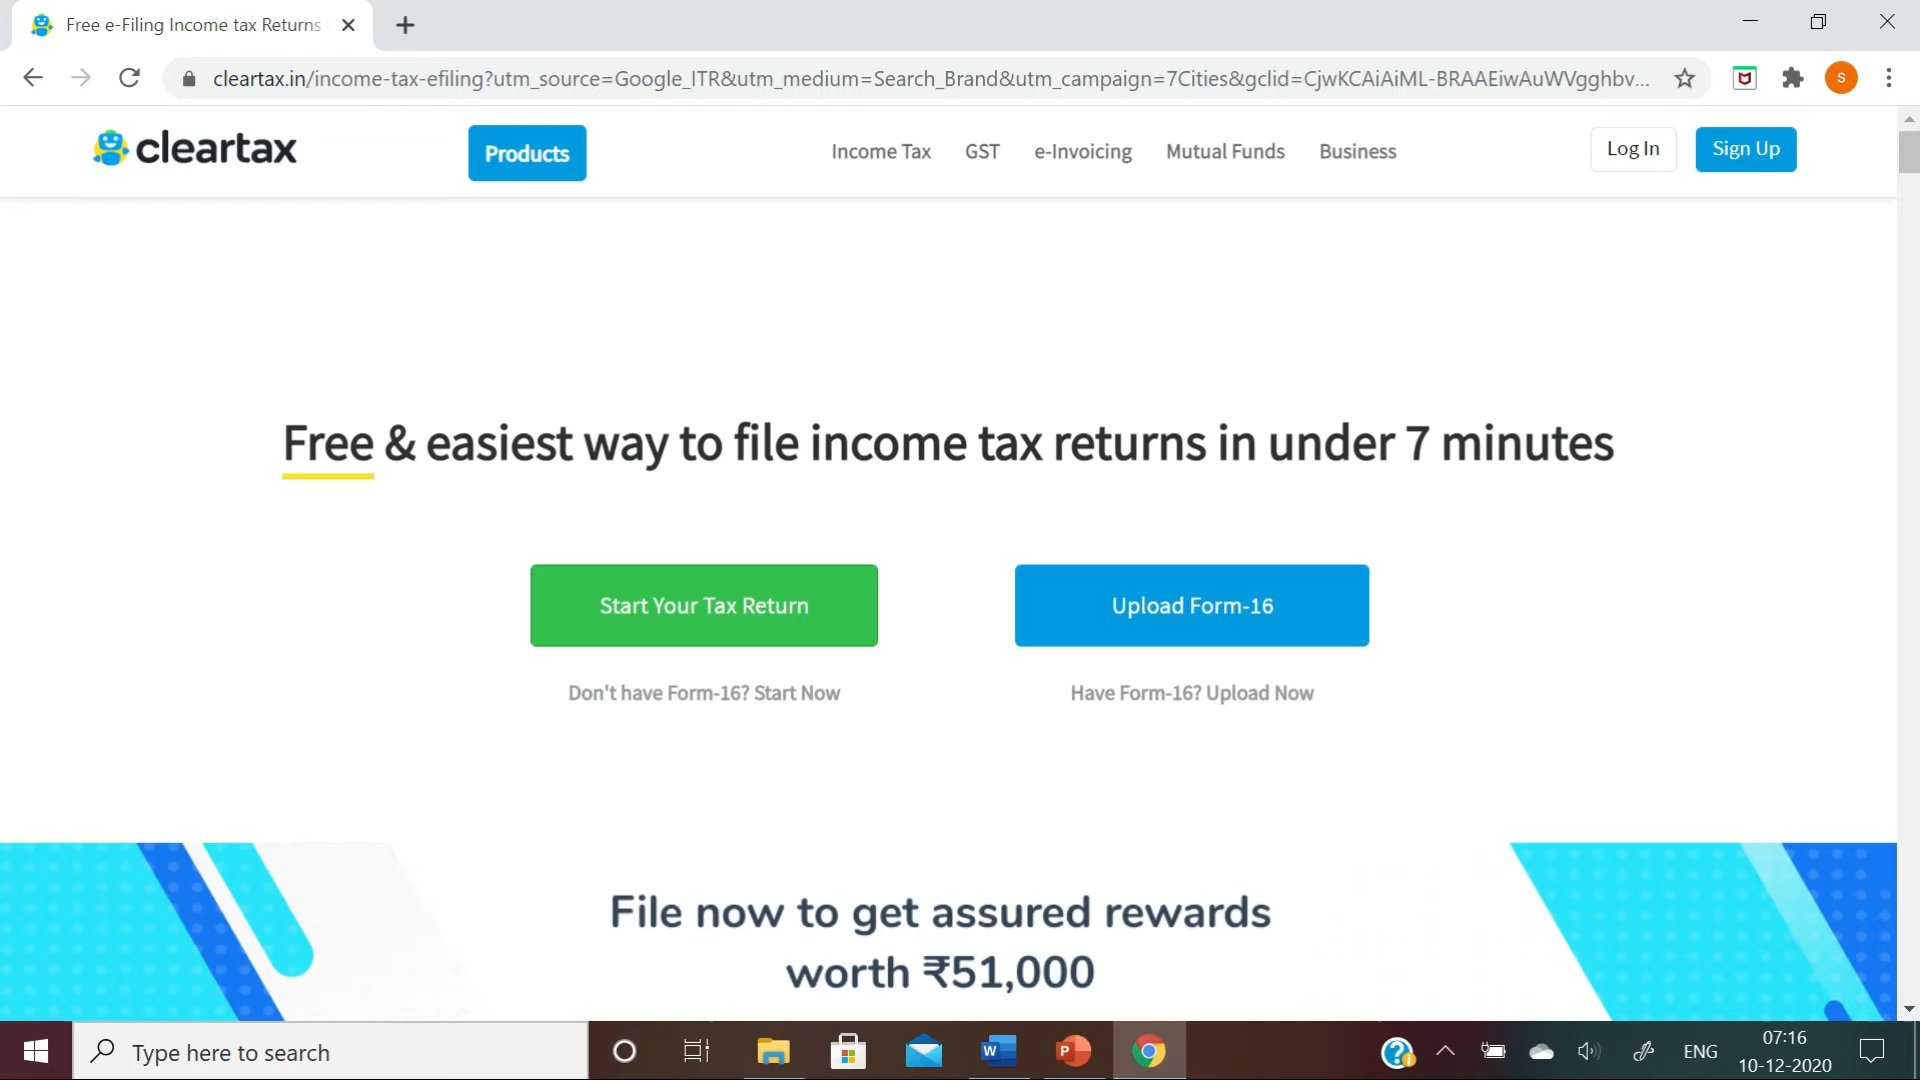 Free e-Filing Income tax Returns
cleartax.in/income-tax-efiling?utm_source=Google_ITR&utm_medium=Search_Brand&utm_campaign=7Cities&gclid=CjwKCAiAiML-BRAAEiwAuWVgghbv...
S
cleartax
Products
Income Tax
GST
e-Invoicing
Mutual Funds
Business
Log In
Sign Up
Free & easiest way to file income tax returns in under 7 minutes
Start Your Tax Return
Upload Form-16
Don't have Form-16? Start Now
Have Form-16? Upload Now
File now to get assured rewards
worth ₹51,000
Type here to search
W
P
ENG
07:16
10-12-2020